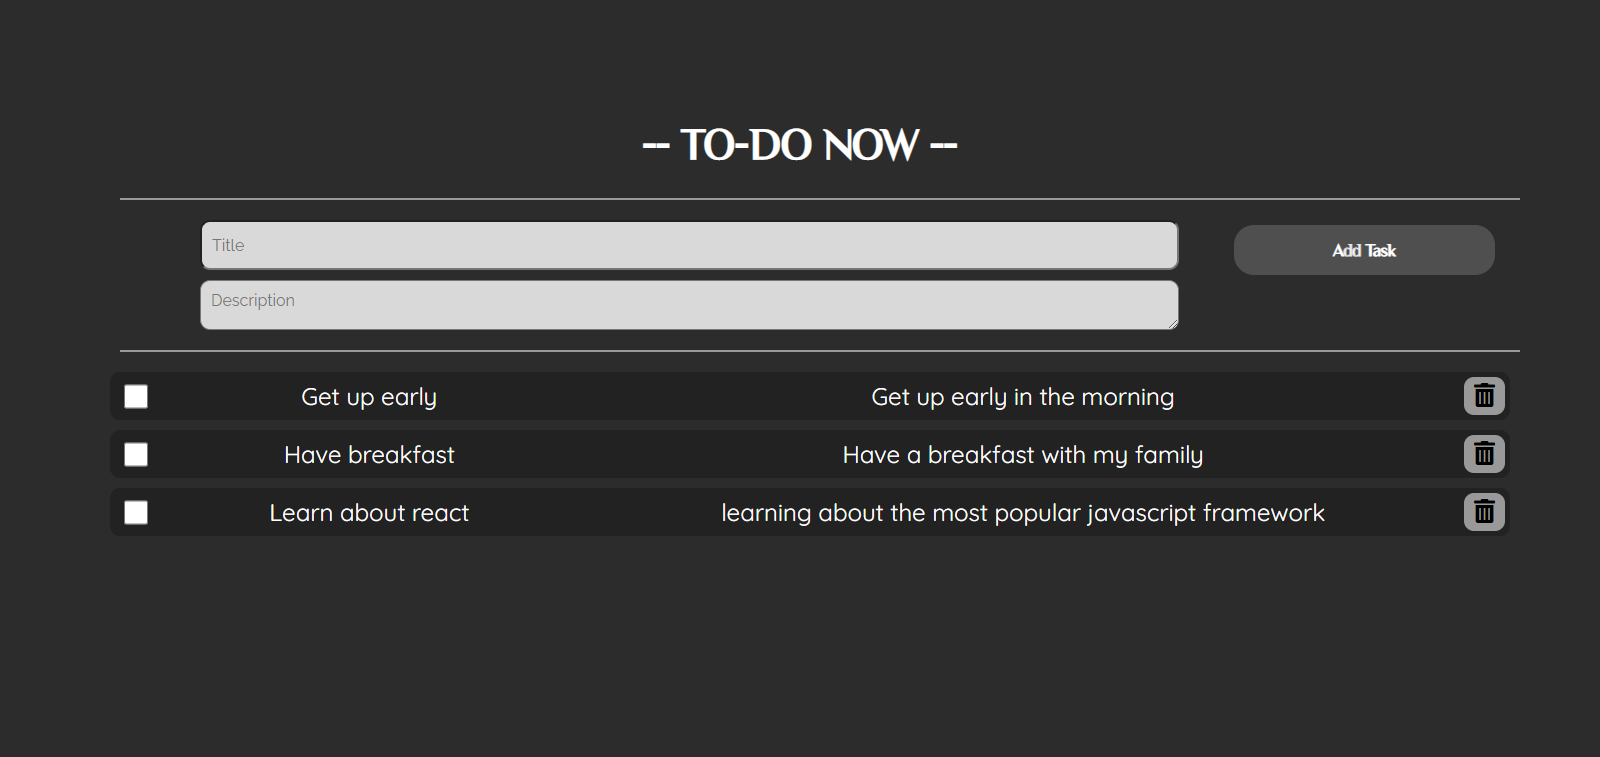 -- TO-DO NOW --
Title
Add Task
Description
Get up early Get up early in the morning
Have breakfast Have a breakfast with my family
Learn about react learning about the most popular javascript framework